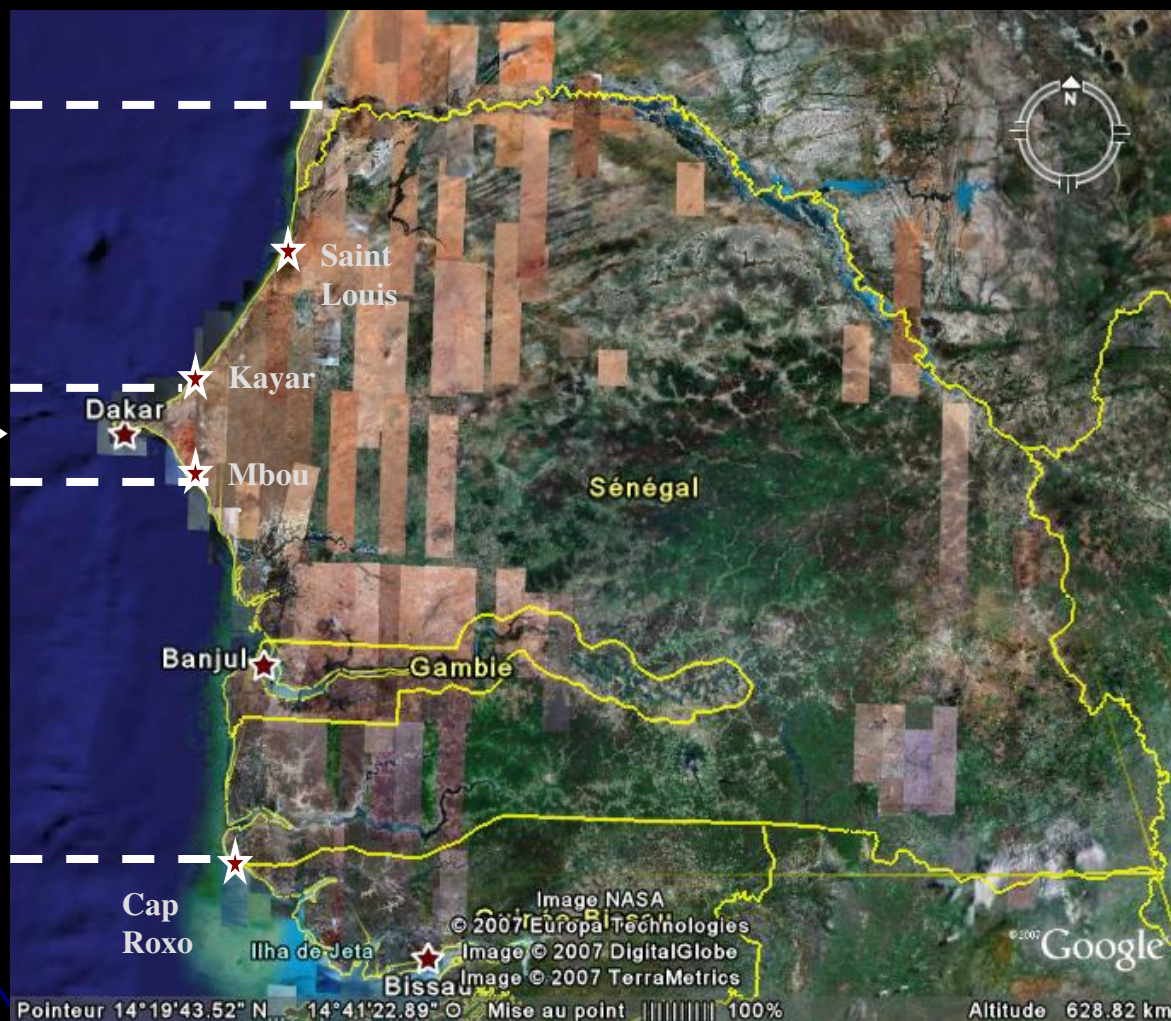 N
Saint
Louis
Kayar
Dakar
Mbou
Sénégal
Banjul
Gambie
Cap
Roxo
Ilha de Jeta
Bissau
Image NASA
© 2007 Europa Technologies
Image © 2007 DigitalGlobe
Image © 2007 TerraMetrics
©2007 Google
Pointeur 14°19'43.52" N 14°41'22.89" O Mise au point ||||||||| 100% Altitude 628.82 km